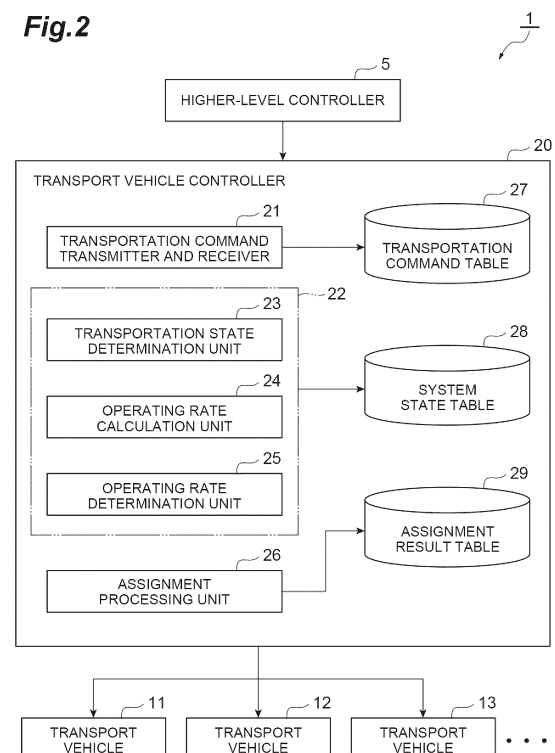 Fig.2
1
5
HIGHER-LEVEL CONTROLLER
20
TRANSPORT VEHICLE CONTROLLER
21
TRANSPORTATION COMMAND
TRANSMITTER AND RECEIVER
27
TRANSPORTATION
COMMAND TABLE
22
23
TRANSPORTATION STATE
DETERMINATION UNIT
24
OPERATING RATE
CALCULATION UNIT
25
OPERATING RATE
DETERMINATION UNIT
28
SYSTEM
STATE TABLE
26
ASSIGNMENT
PROCESSING UNIT
29
ASSIGNMENT
RESULT TABLE
11
TRANSPORT
VEHICLE
12
TRANSPORT
VEHICLE
13
TRANSPORT
VEHICLE
• • •